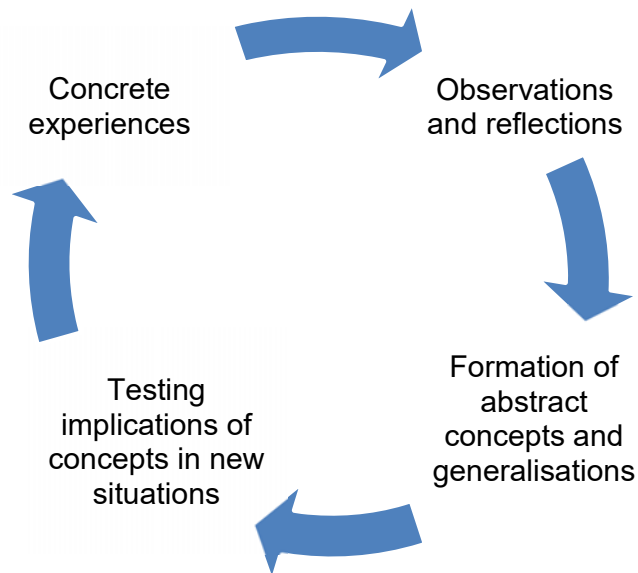 Concrete
experiences
Observations
and reflections
Formation of
abstract
concepts and
generalisations
Testing
implications of
concepts in new
situations